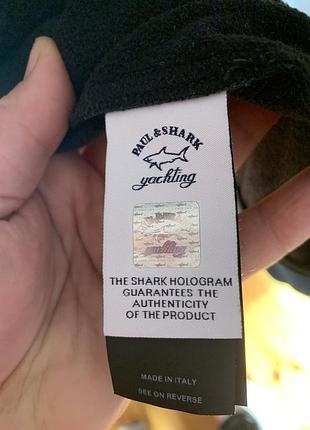 PAUL & SHARK
yachting
THE SHARK HOLOGRAM
GUARANTEES THE
AUTHENTICITY
OF THE PRODUCT
MADE IN ITALY
SEE ON REVERSE